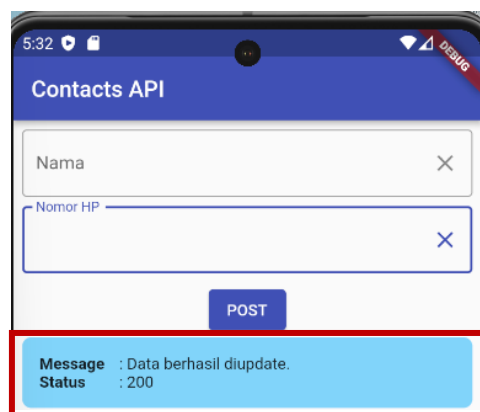 5:32
DEBUG
Contacts API
Nama
Nomor HP
POST
Message : Data berhasil diupdate.
Status : 200